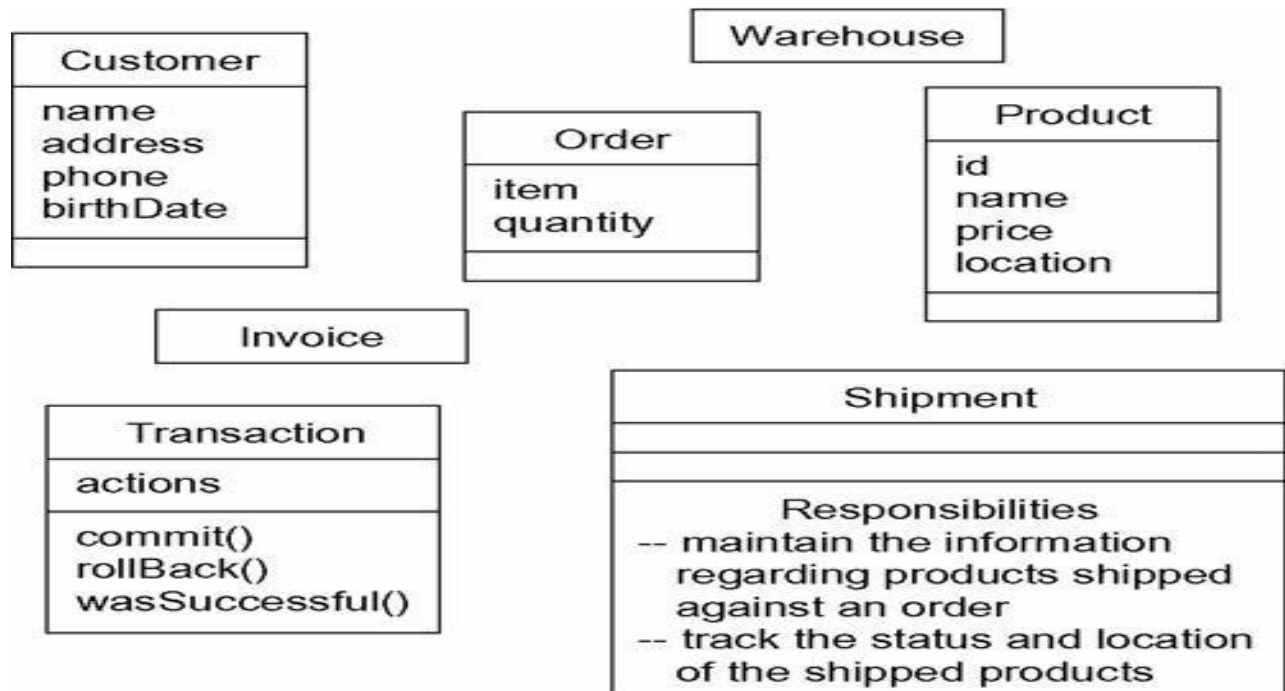 Customer
name
address
phone
birthDate
Warehouse
Order
item
quantity
Product
id
name
price
location
Invoice
Transaction
actions
commit()
rollBack()
wasSuccessful()
Shipment
Responsibilities
-- maintain the information
regarding products shipped
against an order
-- track the status and location
of the shipped products